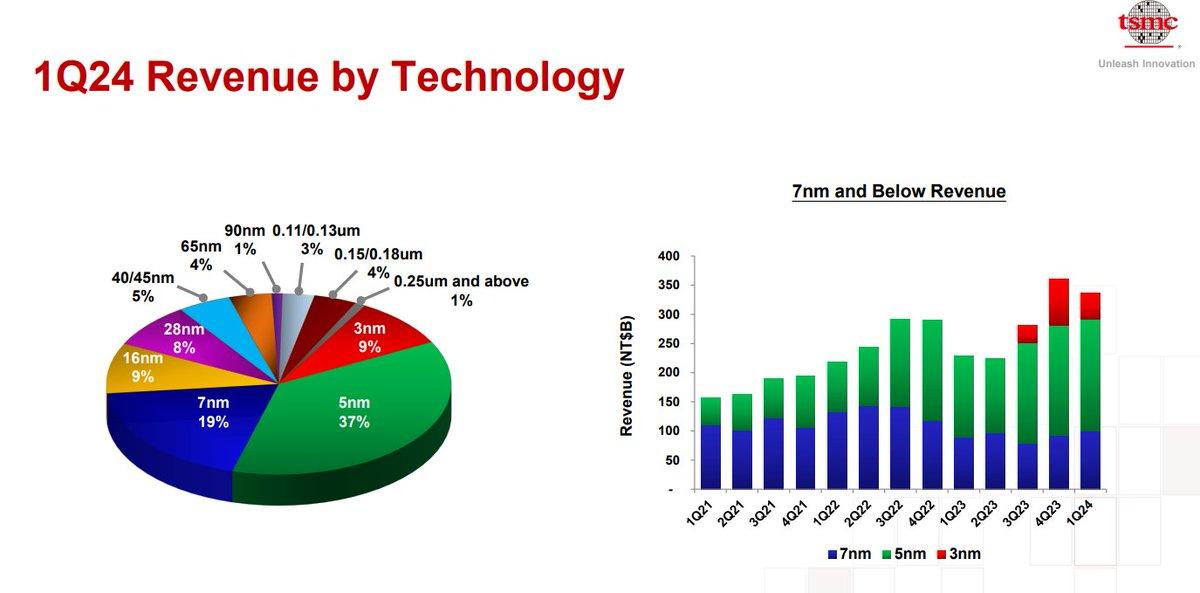 tsmc
Unleash Innovation
1Q24 Revenue by Technology
90nm
1%
0.11/0.13um
3%
65nm
4%
0.15/0.18um
4%
40/45nm
5%
0.25um and above
1%
28nm
8%
3nm
9%
16nm
9%
7nm
19%
5nm
37%
7nm and Below Revenue
Revenue (NT$B)
400
350
300
250
200
150
100
50
-
1Q21
2Q21
3Q21
4Q21
1Q22
2Q22
3Q22
4Q22
1Q23
2Q23
3Q23
4Q23
1Q24
7nm 5nm 3nm